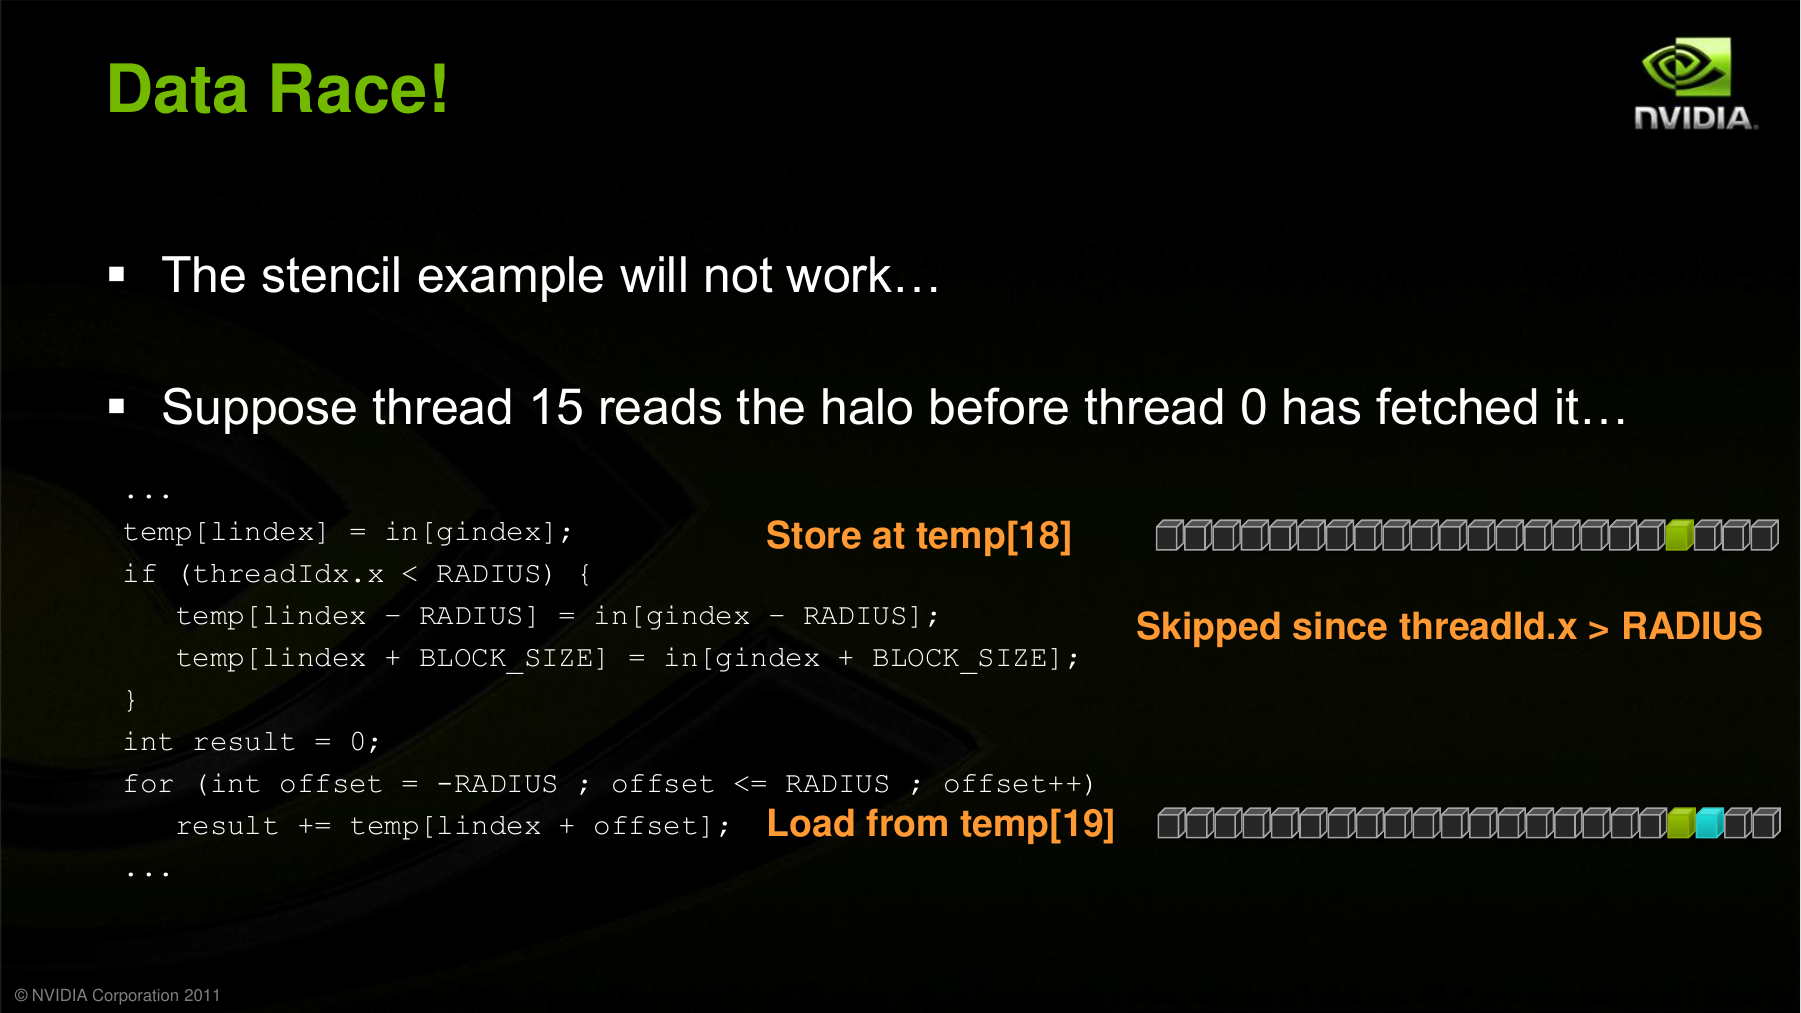 Data Race!
NVIDIA.
▪ The stencil example will not work…
▪ Suppose thread 15 reads the halo before thread 0 has fetched it…
...
temp[lindex] = in[gindex];
Store at temp[18]
if (threadIdx.x < RADIUS) {
temp[lindex – RADIUS] = in[gindex – RADIUS];
Skipped since threadId.x > RADIUS
temp[lindex + BLOCK_SIZE] = in[gindex + BLOCK_SIZE];
}
int result = 0;
for (int offset = -RADIUS ; offset <= RADIUS ; offset++)
result += temp[lindex + offset];
Load from temp[19]
...
© NVIDIA Corporation 2011